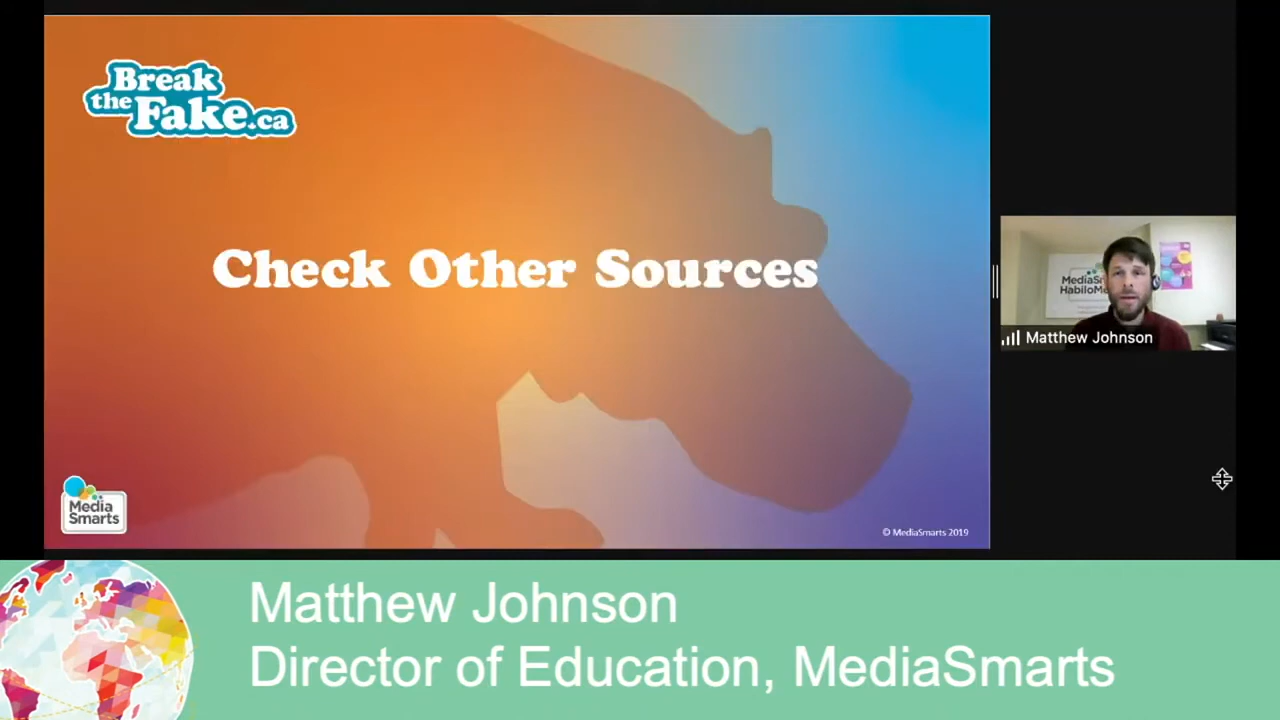 Break
the Fake.ca
Check Other Sources
Media
Smarts
© MediaSmarts 2019
Matthew Johnson
Matthew Johnson
Director of Education, MediaSmarts